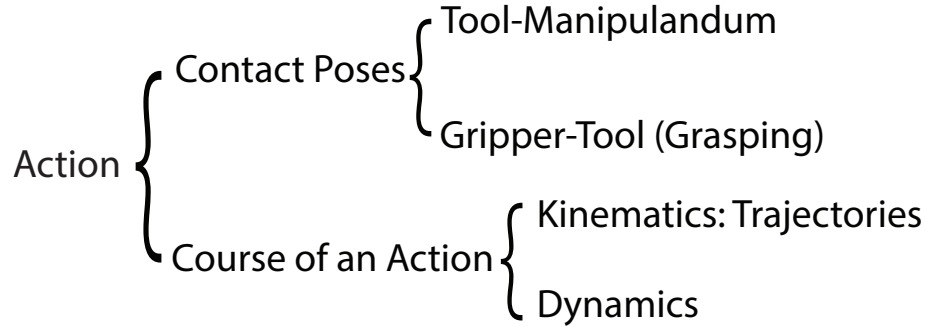 Tool-Manipulandum
Contact Poses
Gripper-Tool (Grasping)
Action
Kinematics: Trajectories
Course of an Action
Dynamics